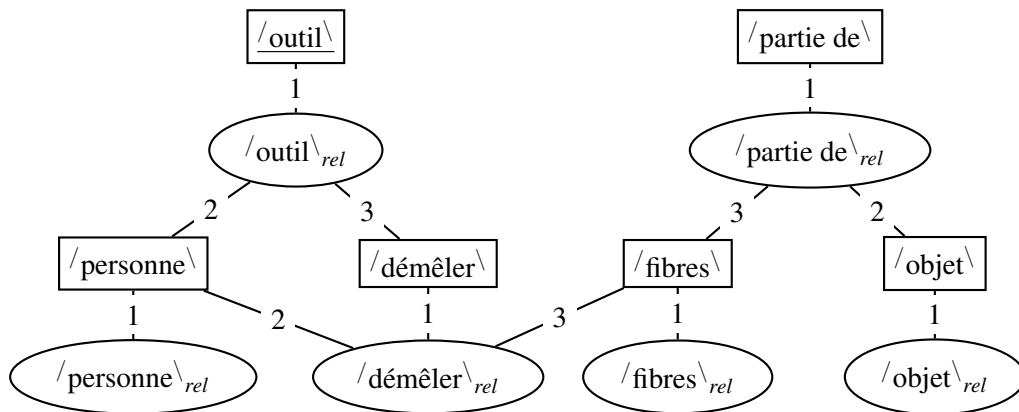 /outil\ /partie de\
1 1
/outil\rel /partie de\rel
2 3 3 2
/personne\ /démêler\ /fibres\ /objet\
1 2 1 3 1 1
/personne\rel /démêler\rel /fibres\rel /objet\rel